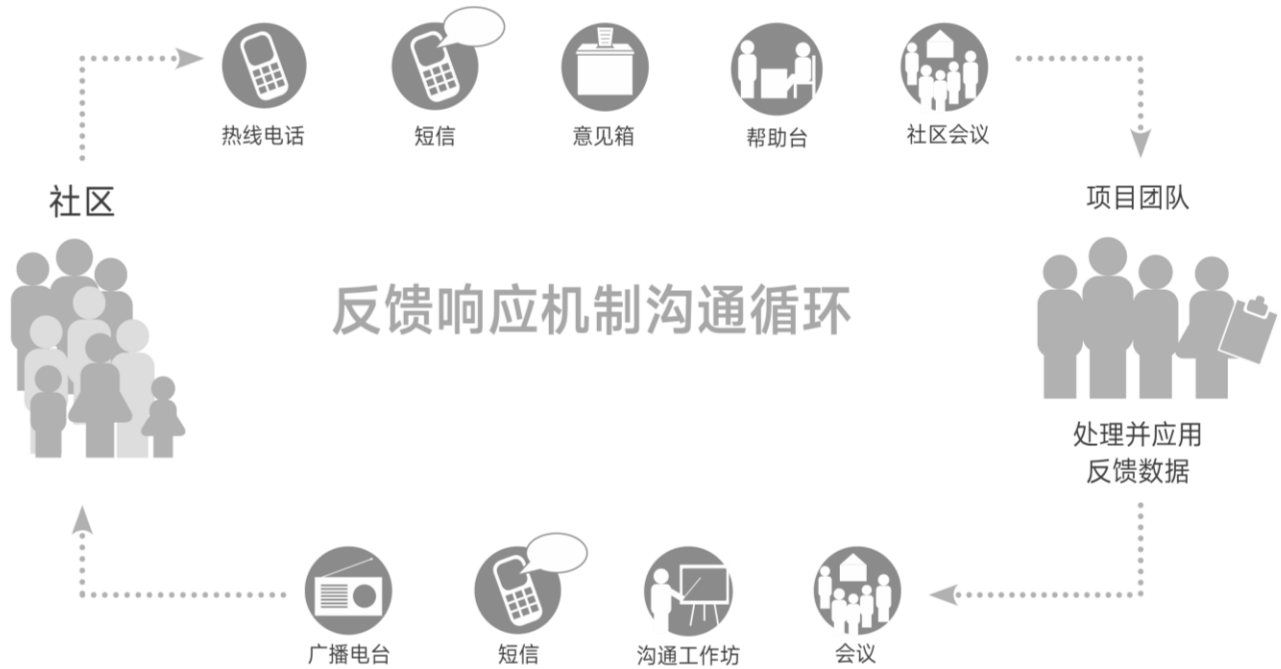 热线电话
短信
意见箱
帮助台
社区会议
社区
项目团队
反馈响应机制沟通循环
处理并应用
反馈数据
广播电台
短信
沟通工作坊
会议